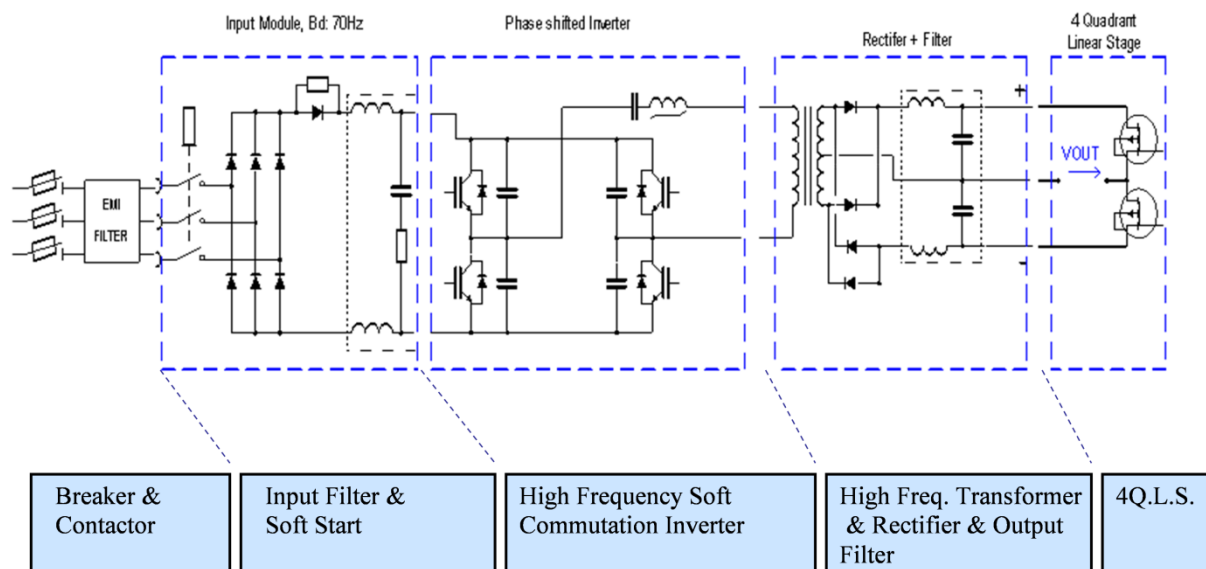 Input Module, Bd: 70Hz
Phase shifted Inverter
Rectifer + Filter
4 Quadrant
Linear Stage
EMI
FILTER
+
VOUT
-
Breaker &
Contactor
Input Filter &
Soft Start
High Frequency Soft
Commutation Inverter
High Freq. Transformer
& Rectifier & Output
Filter
4Q.L.S.